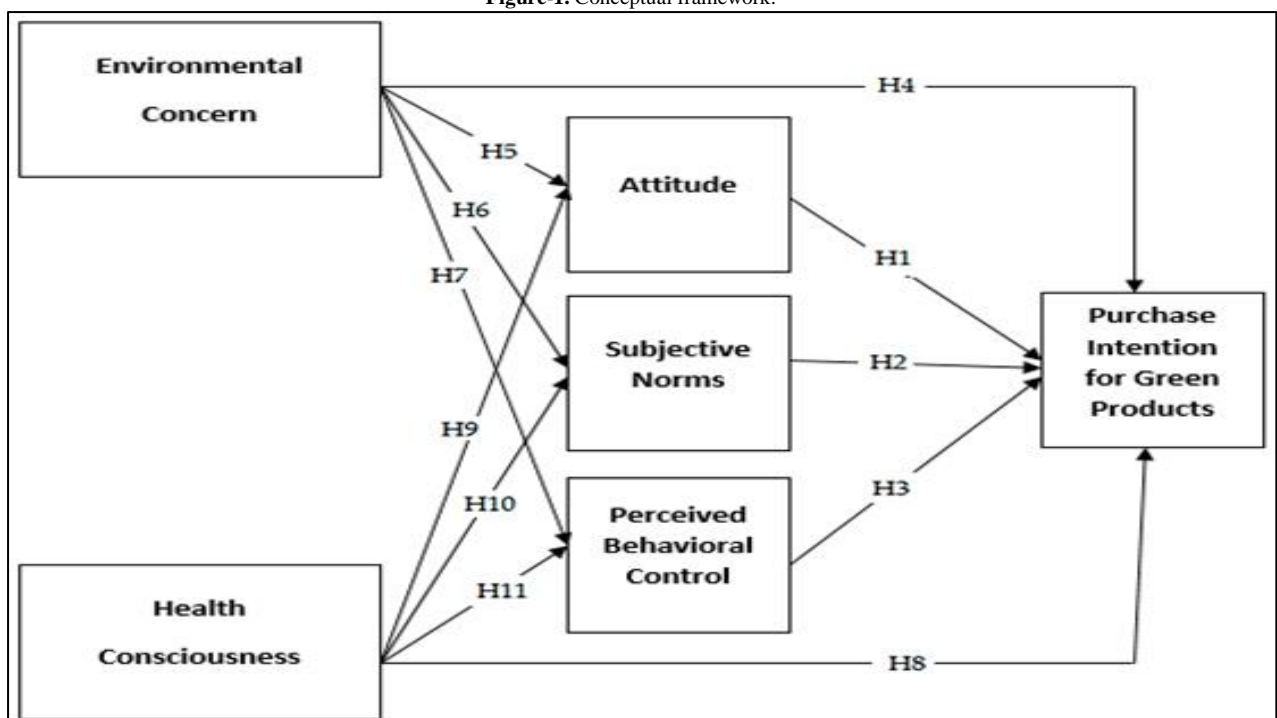 Figure-1. Conceptual framework.
Environmental
Concern
H4
H5
Attitude
H6
H1
H7
Purchase
Intention
for Green
Products
Subjective
Norms
H2
H9
H3
H10
Perceived
Behavioral
Control
H11
Health
Consciousness
H8